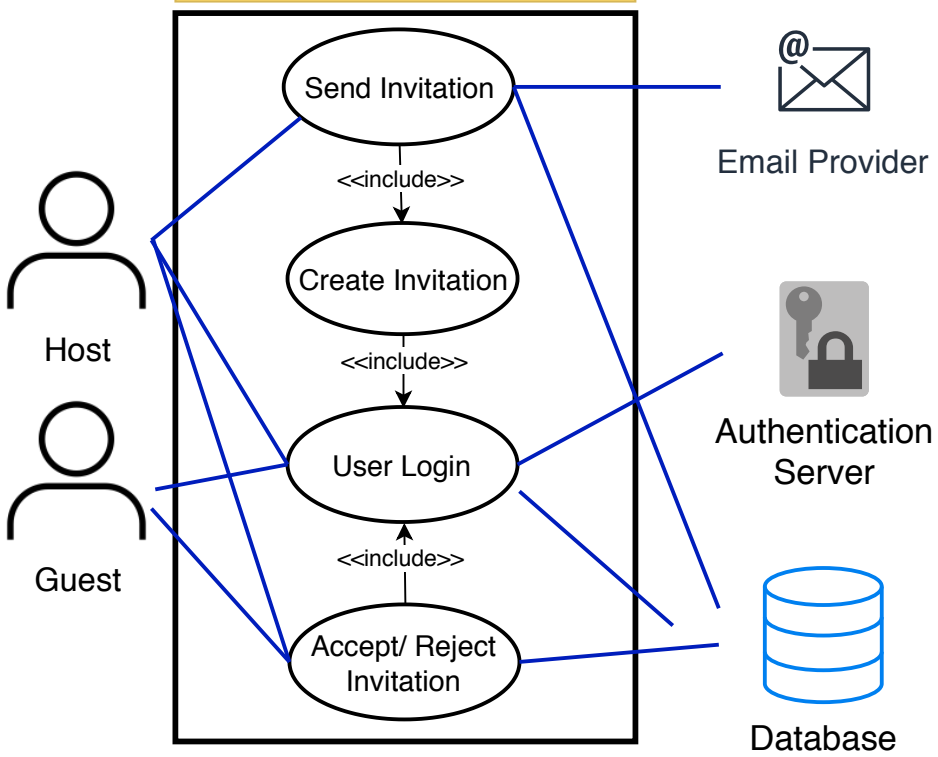 Send Invitation
@
Email Provider
<<include>>
Create Invitation
Host
<<include>>
User Login
Authentication
Server
<<include>>
Guest
Accept/ Reject
Invitation
Database